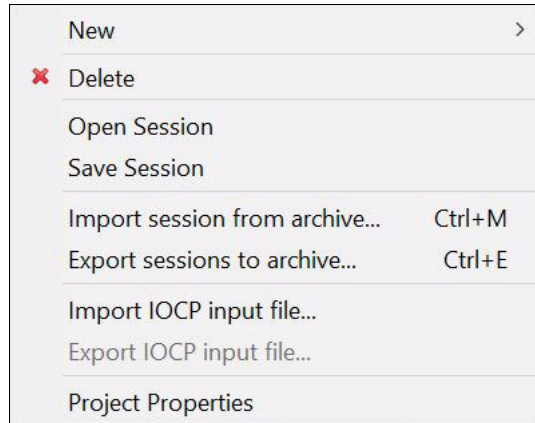 New >
Delete
Open Session
Save Session
Import session from archive... Ctrl+M
Export sessions to archive... Ctrl+E
Import IOCP input file...
Export IOCP input file...
Project Properties